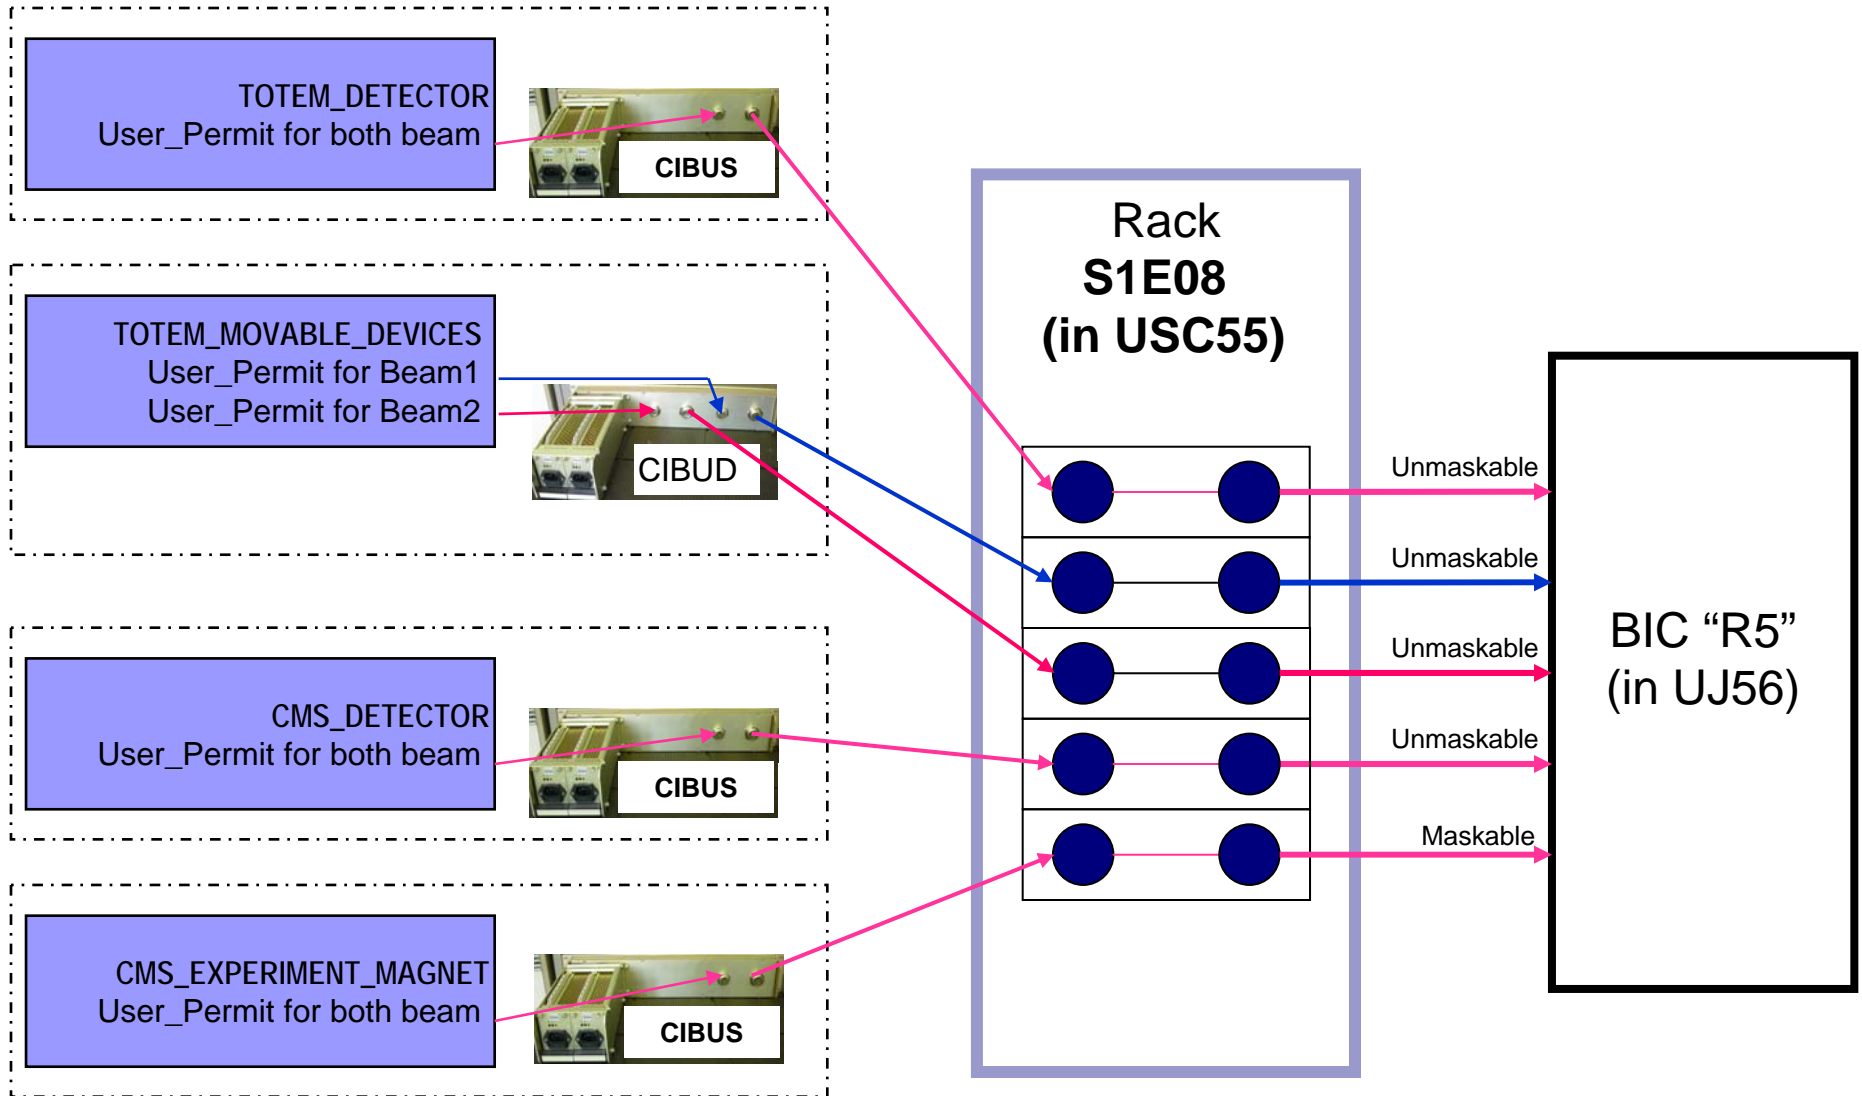 TOTEM_DETECTOR
User_Permit for both beam
CIBUS
TOTEM_MOVABLE_DEVICES
User_Permit for Beam1
User_Permit for Beam2
CIBUD
CMS_DETECTOR
User_Permit for both beam
CIBUS
CMS_EXPERIMENT_MAGNET
User_Permit for both beam
CIBUS
Rack
S1E08
(in USC55)
Unmaskable
Unmaskable
Unmaskable
Unmaskable
Maskable
BIC “R5”
(in UJ56)